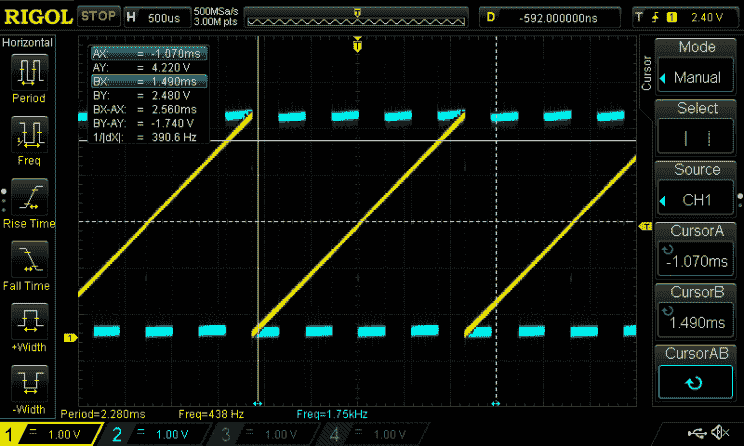 RIGOL STOP H 500us 500MSa/s D -592.000000ns T 1 2.40 V
3.00M pts
T
Horizontal
Period
Freq
Rise Time
Fall Time
+Width
-Width
AX: = -1.070ms
AY: = 4.220 V
BX: = 1.490ms
BY: = 2.480 V
BX-AX: = 2.560ms
BY-AY: = -1.740 V
1/|dX|: = 390.6 Hz
1
T
Cursor
Mode
Manual
Select
Source
CH1
CursorA
-1.070ms
CursorB
1.490ms
CursorAB
Period=2.280ms Freq=438 Hz Freq=1.75kHz
1 = 1.00 V 2 = 1.00 V 3 = 1.00 V 4 = 1.00 V